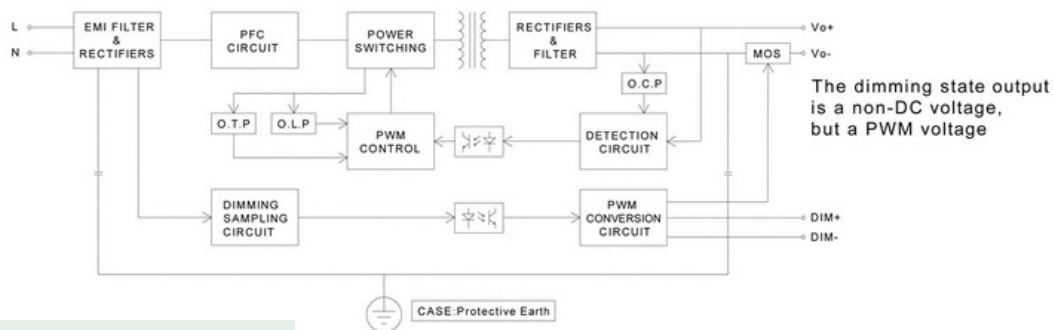 L
N
EMI FILTER
&
RECTIFIERS
PFC
CIRCUIT
POWER
SWITCHING
RECTIFIERS
&
FILTER
Vo+
Vo-
MOS
O.C.P
The dimming state output
is a non-DC voltage,
but a PWM voltage
O.T.P
O.L.P
PWM
CONTROL
DETECTION
CIRCUIT
DIMMING
SAMPLING
CIRCUIT
PWM
CONVERSION
CIRCUIT
DIM+
DIM-
CASE:Protective Earth